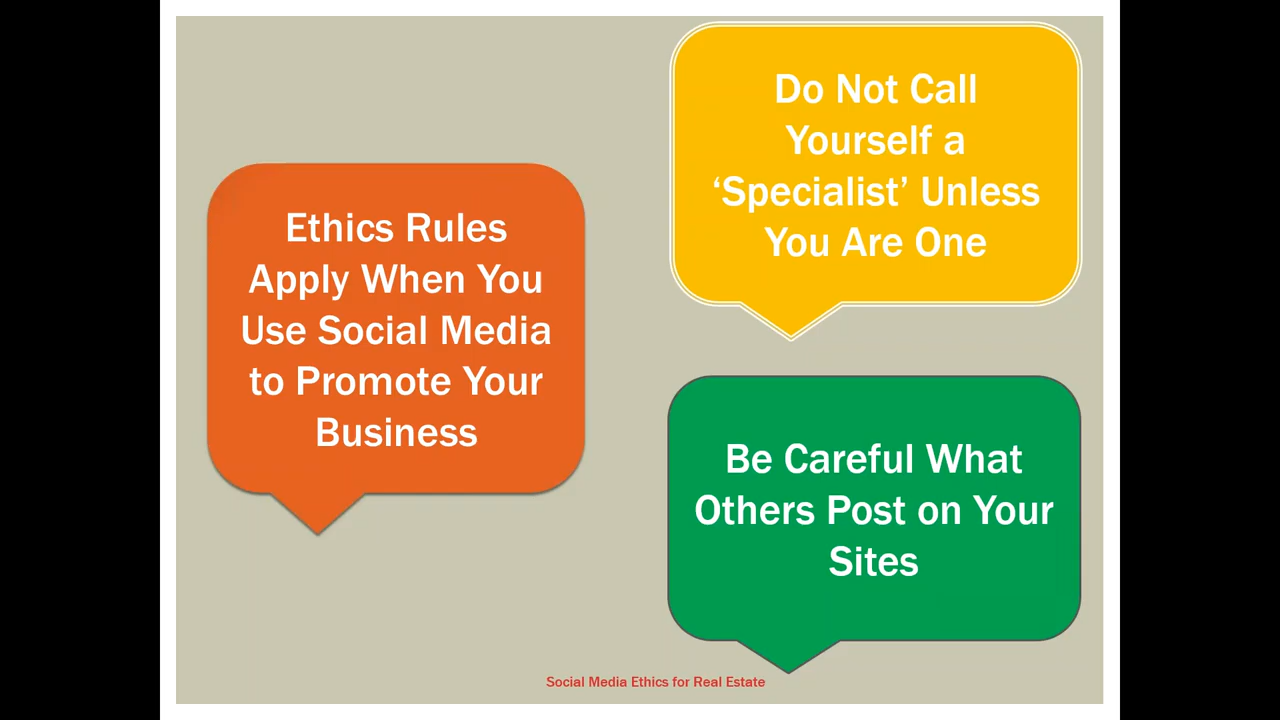 Ethics Rules
Apply When You
Use Social Media
to Promote Your
Business
Do Not Call
Yourself a
‘Specialist’ Unless
You Are One
Be Careful What
Others Post on Your
Sites
Social Media Ethics for Real Estate